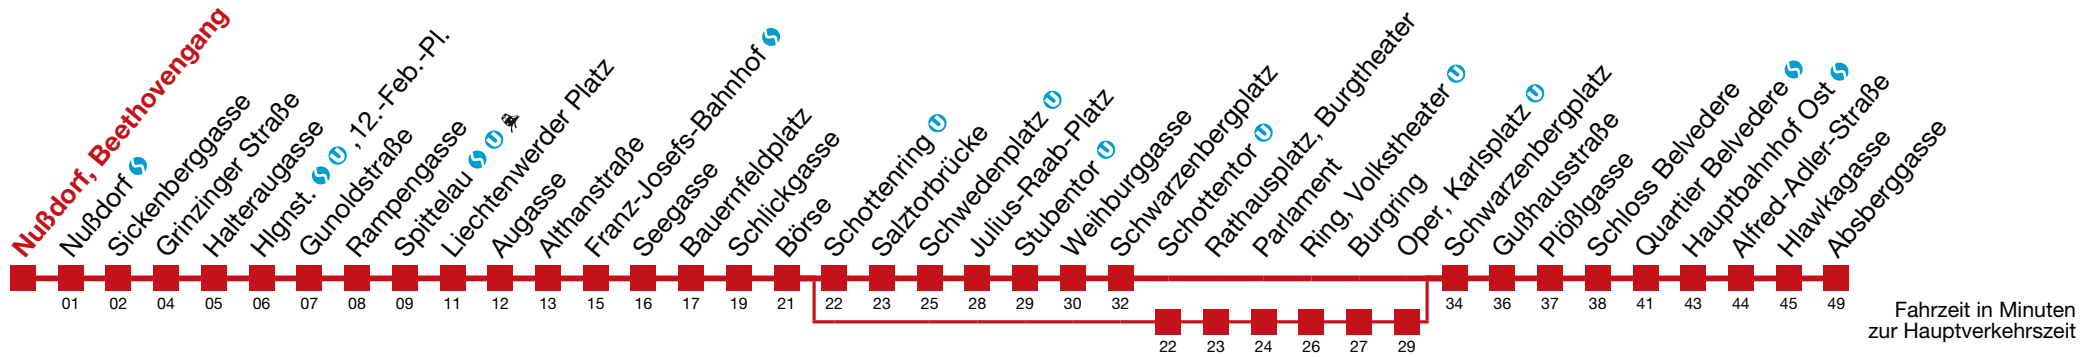 Nußdorf, Beethovengang
Nußdorf S
Sickenberggasse
Grinzinger Straße
Halteraugasse
Hlgnst. S U , 12.-Feb.-Pl.
Gunoldstraße
Rampengasse
Spittelau S U
Liechtenwerder Platz
Augasse
Althanstraße
Franz-Josefs-Bahnhof S
Seegasse
Bauernfeldplatz
Schlickgasse
Börse
Schottenring U
Salztorbrücke
Schwedenplatz U
Julius-Raab-Platz
Stubentor U
Weihburggasse
Schwarzenbergplatz
Schottentor U
Rathausplatz, Burgtheater
Parlament
Ring, Volkstheater U
Burgring
Oper, Karlsplatz U
Schwarzenbergplatz
Gußhausstraße
Plößlgasse
Schloss Belvedere
Quartier Belvedere S
Hauptbahnhof Ost S
Alfred-Adler-Straße
Hlawkagasse
Absberggasse
01 02 04 05 06 07 08 09 11 12 13 15 16 17 19 21 22 23 25 28 29 30 32 34 36 37 38 41 43 44 45 49
22 23 24 26 27 29
Fahrzeit in Minuten
zur Hauptverkehrszeit